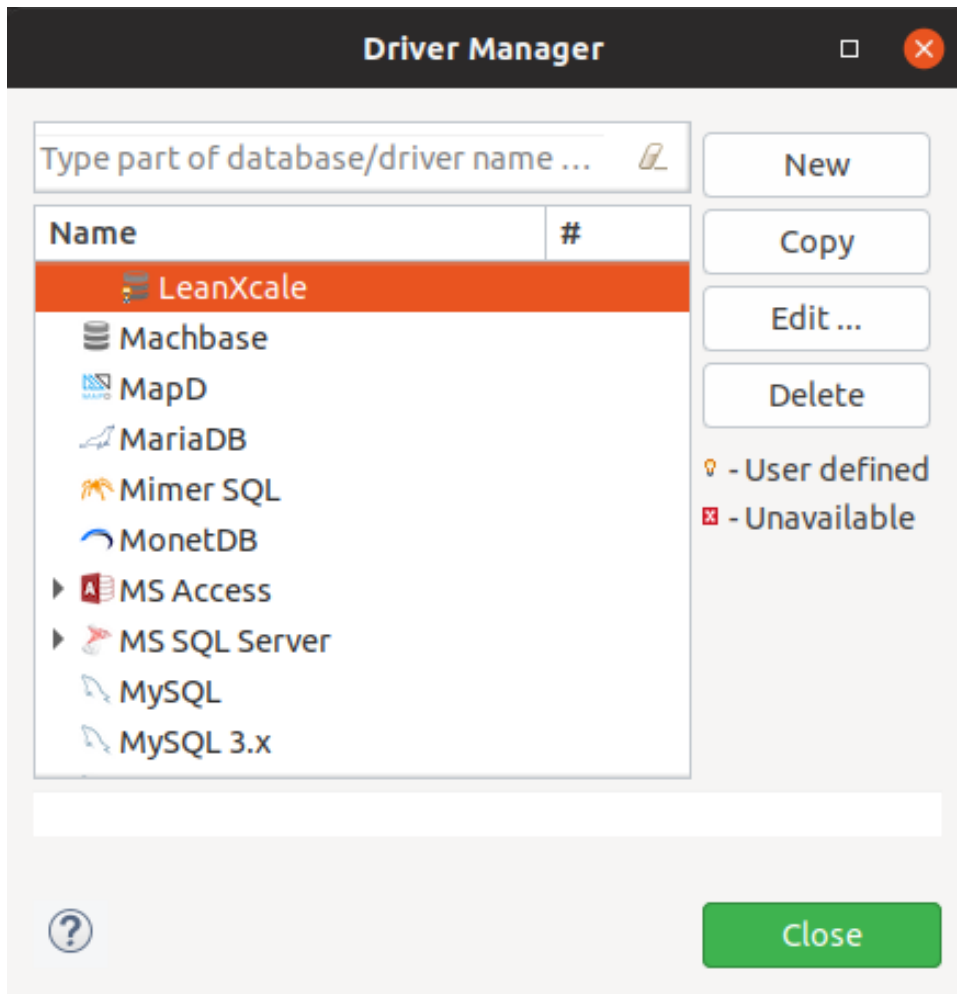 Driver Manager
Type part of database/driver name ...
New
Name #
Copy
LeanXcale
Edit ...
Machbase
MapD
Delete
MariaDB
- User defined
Mimer SQL
- Unavailable
MonetDB
MS Access
MS SQL Server
MySQL
MySQL 3.x
?
Close